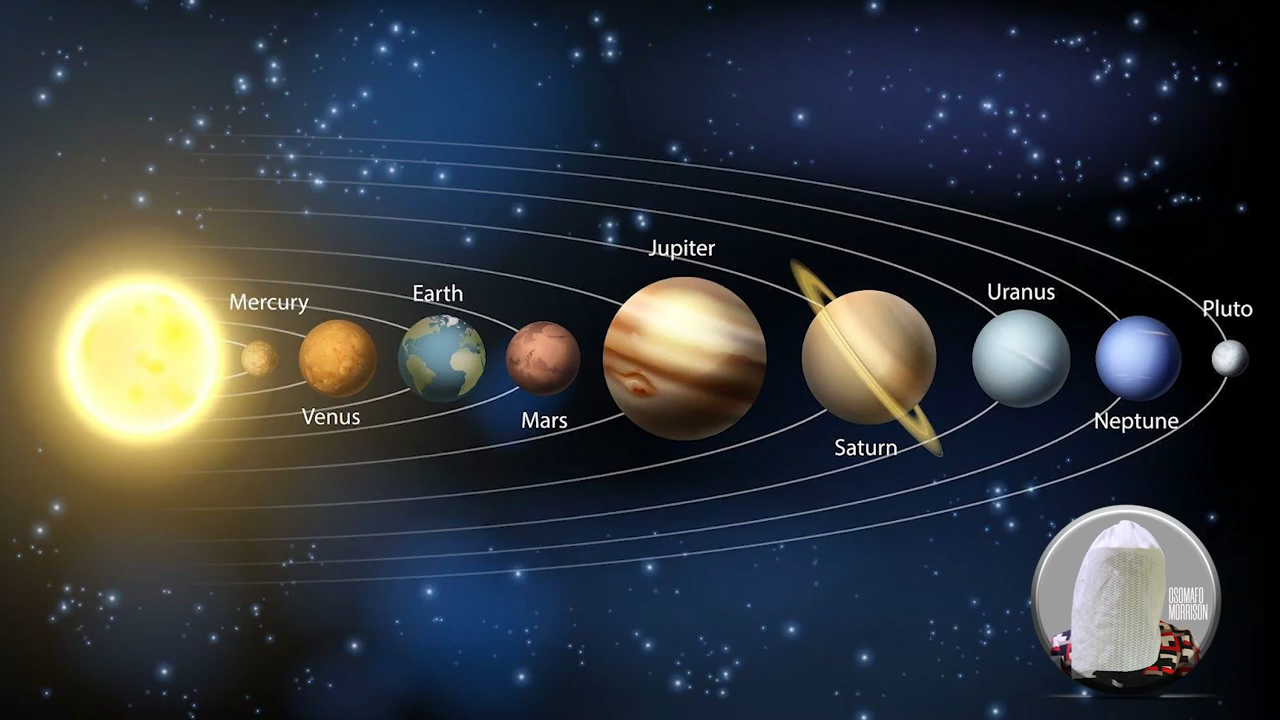 Mercury
Venus
Earth
Mars
Jupiter
Saturn
Uranus
Neptune
Pluto
OSOMAFO
MORRISON